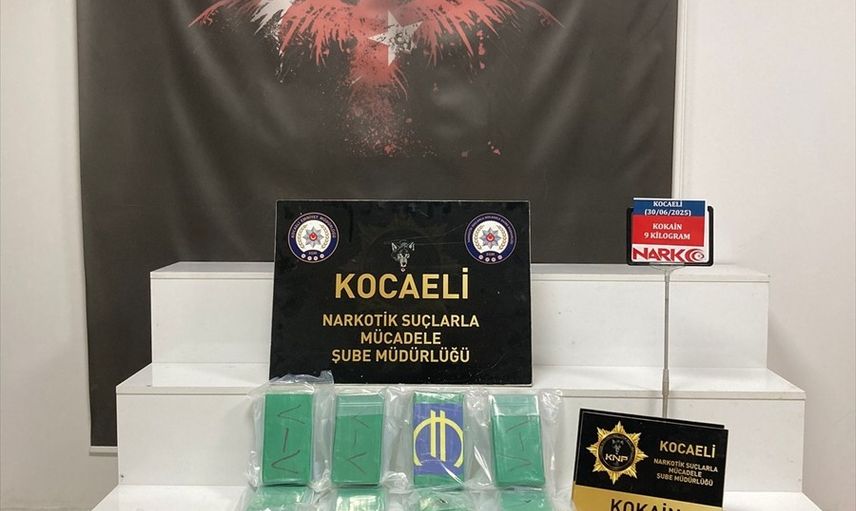 KOCAELİ
NARKOTİK SUÇLARLA
MÜCADELE
ŞUBE MÜDÜRLÜĞÜ
KOCAELİ
(30/06/2025)
KOKAİN
9 KİLOGRAM
NARKO
KNP
KOCAELİ
NARKOTİK SUÇLARLA
MÜCADELE
ŞUBE MÜDÜRLÜĞÜ
KOKAİN